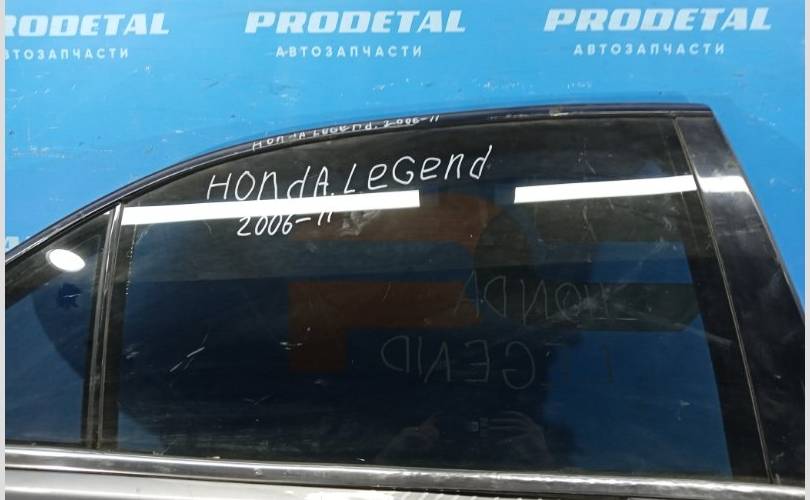 PRODETAL PRODETAL PRODETAL
АВТОЗАПЧАСТИ АВТОЗАПЧАСТИ АВТОЗАПЧАСТИ
HONDA LEGEND. 2006-11
HONdA. LeGend
2006-11
HONDA
LEGEND